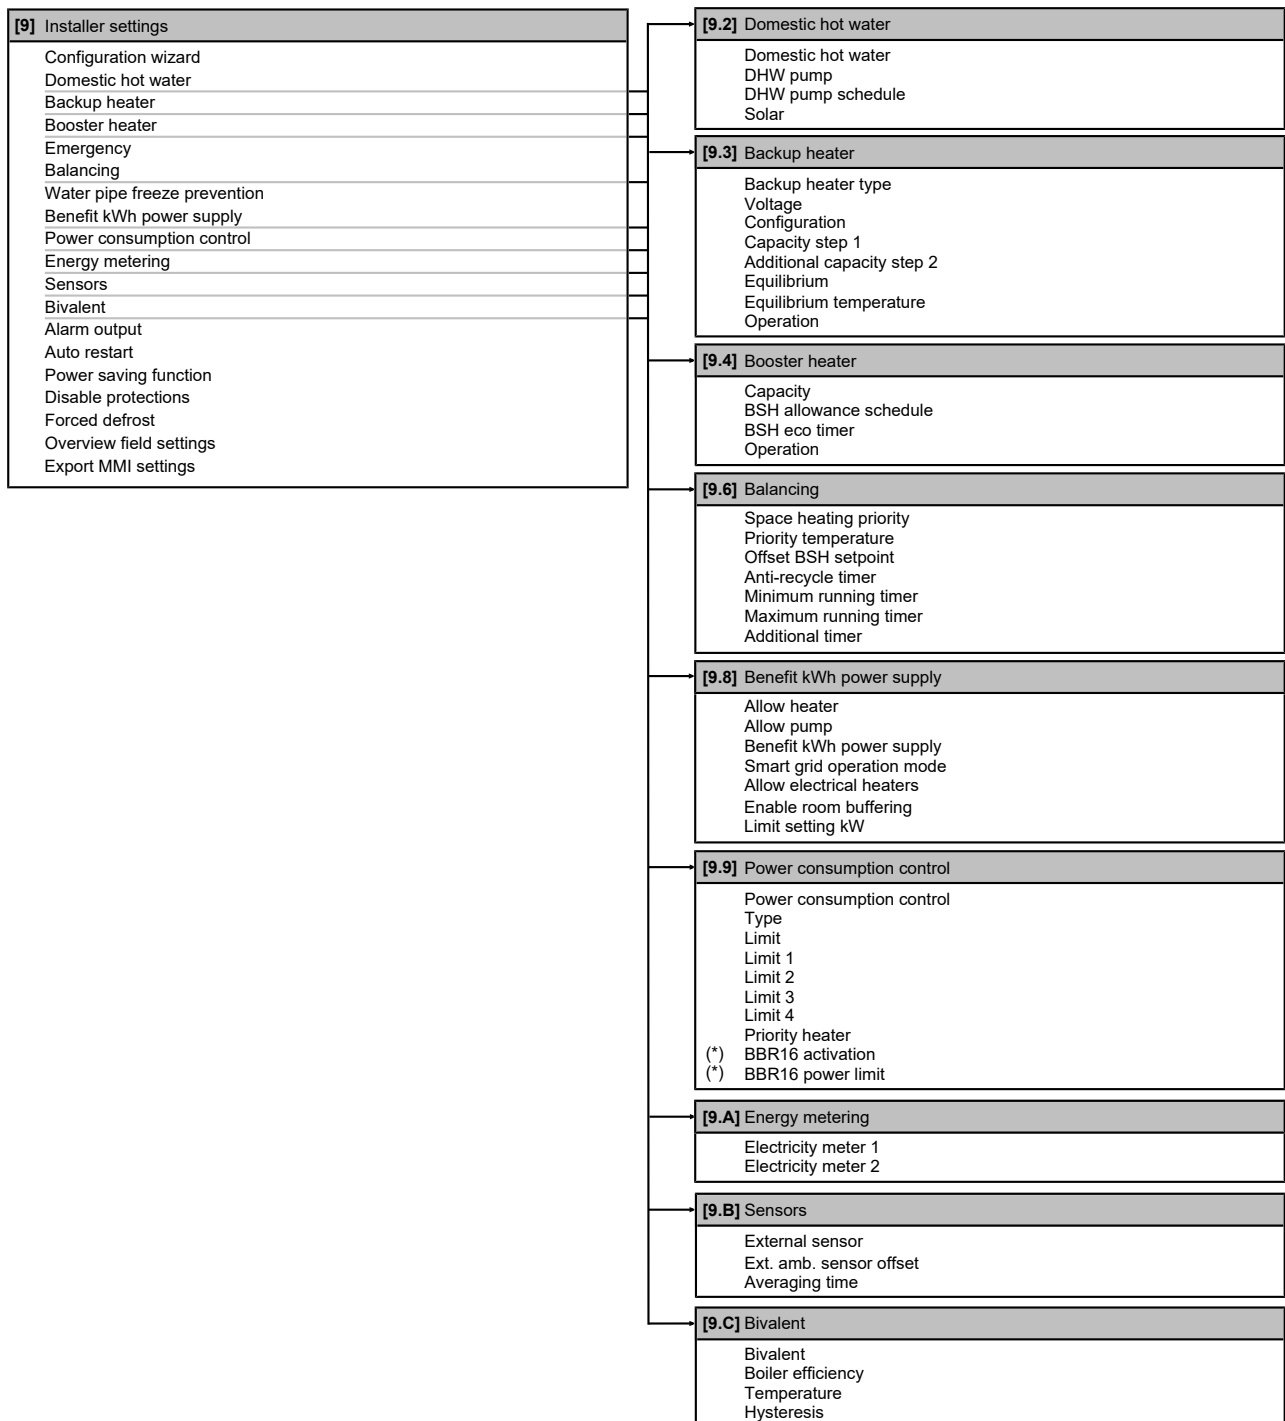 [9] Installer settings
Configuration wizard
Domestic hot water
Backup heater
Booster heater
Emergency
Balancing
Water pipe freeze prevention
Benefit kWh power supply
Power consumption control
Energy metering
Sensors
Bivalent
Alarm output
Auto restart
Power saving function
Disable protections
Forced defrost
Overview field settings
Export MMI settings
[9.2] Domestic hot water
Domestic hot water
DHW pump
DHW pump schedule
Solar
[9.3] Backup heater
Backup heater type
Voltage
Configuration
Capacity step 1
Additional capacity step 2
Equilibrium
Equilibrium temperature
Operation
[9.4] Booster heater
Capacity
BSH allowance schedule
BSH eco timer
Operation
[9.6] Balancing
Space heating priority
Priority temperature
Offset BSH setpoint
Anti-recycle timer
Minimum running timer
Maximum running timer
Additional timer
[9.8] Benefit kWh power supply
Allow heater
Allow pump
Benefit kWh power supply
Smart grid operation mode
Allow electrical heaters
Enable room buffering
Limit setting kW
[9.9] Power consumption control
Power consumption control
Type
Limit
Limit 1
Limit 2
Limit 3
Limit 4
Priority heater
(*) BBR16 activation
(*) BBR16 power limit
[9.A] Energy metering
Electricity meter 1
Electricity meter 2
[9.B] Sensors
External sensor
Ext. amb. sensor offset
Averaging time
[9.C] Bivalent
Bivalent
Boiler efficiency
Temperature
Hysteresis